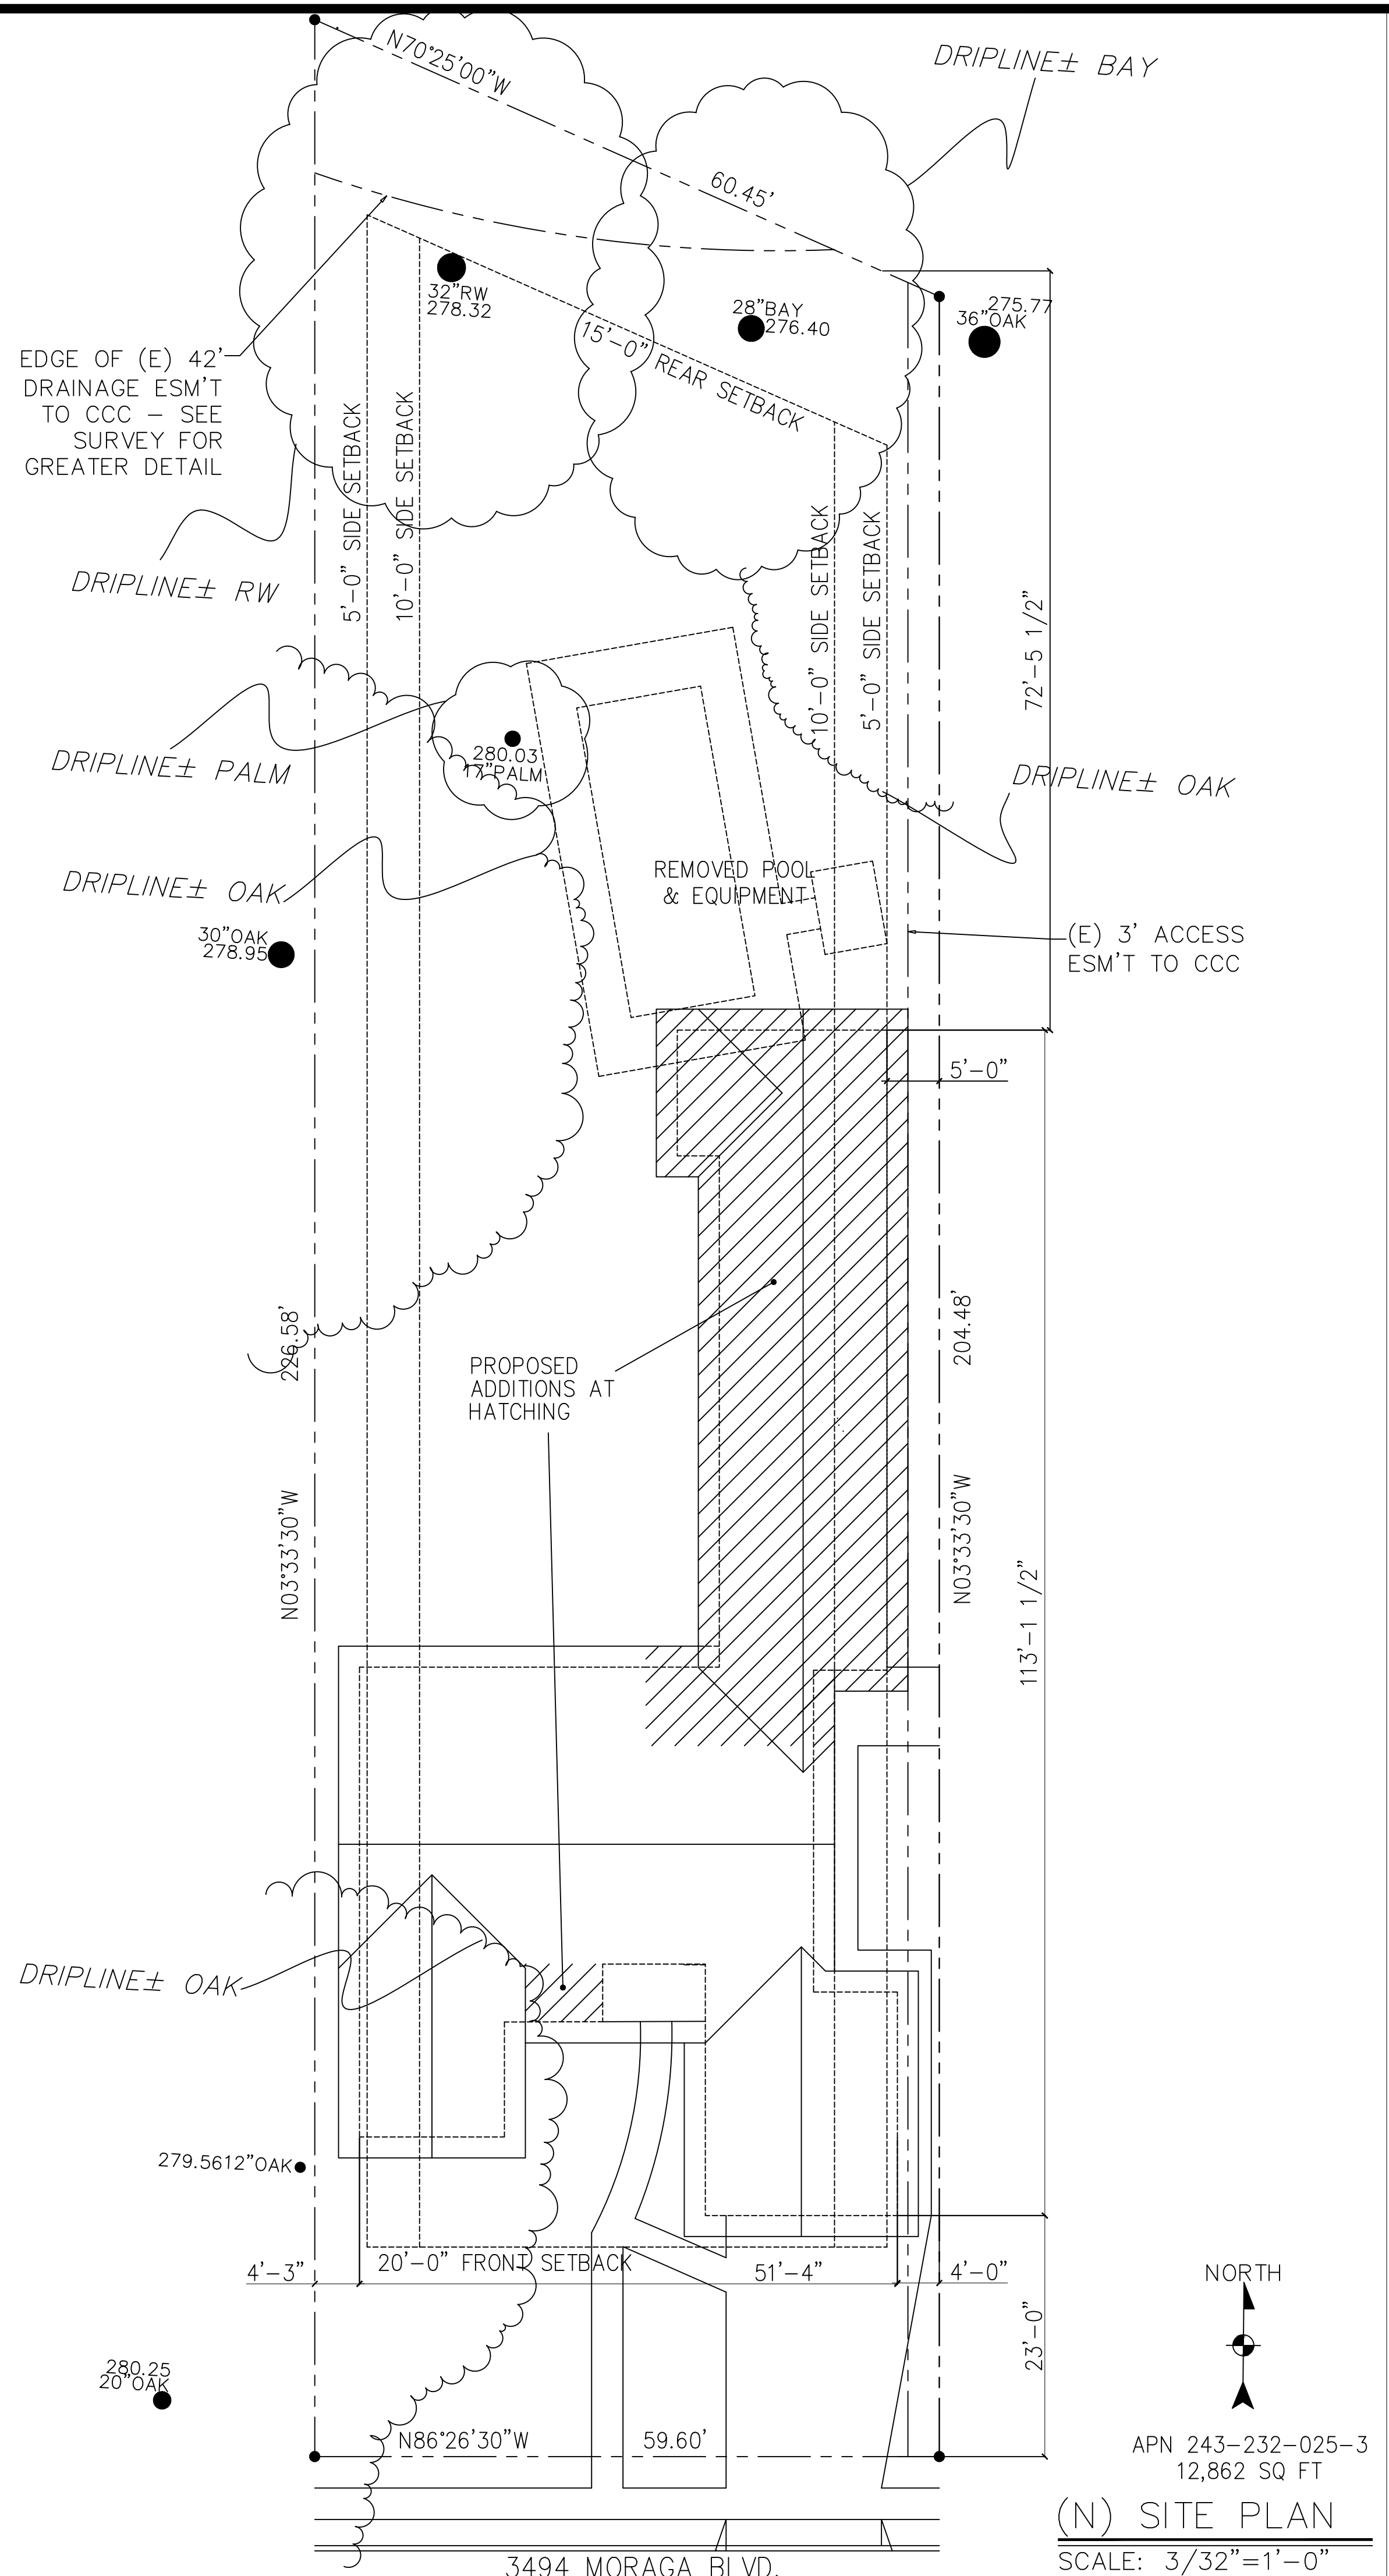 N70°25'00"W
DRIPLINE± BAY
60.45'
32"RW
278.32
28"BAY
276.40
275.77
36"OAK
15'-0" REAR SETBACK
EDGE OF (E) 42'
DRAINAGE ESM'T
TO CCC - SEE
SURVEY FOR
GREATER DETAIL
5'-0" SIDE SETBACK
10'-0" SIDE SETBACK
10'-0" SIDE SETBACK
5'-0" SIDE SETBACK
72'-5 1/2"
DRIPLINE± RW
DRIPLINE± PALM
280.03
17"PALM
DRIPLINE± OAK
DRIPLINE± OAK
REMOVED POOL
& EQUIPMENT
30"OAK
278.95
(E) 3' ACCESS
ESM'T TO CCC
5'-0"
226.58'
204.48'
PROPOSED
ADDITIONS AT
HATCHING
N03°33'30"W
N03°33'30"W
113'-1 1/2"
DRIPLINE± OAK
279.5612"OAK
4'-3"
20'-0" FRONT SETBACK
51'-4"
4'-0"
23'-0"
NORTH
280.25
20"OAK
N86°26'30"W
59.60'
APN 243-232-025-3
12,862 SQ FT
(N) SITE PLAN
SCALE: 3/32"=1'-0"
3494 MORAGA BLVD.